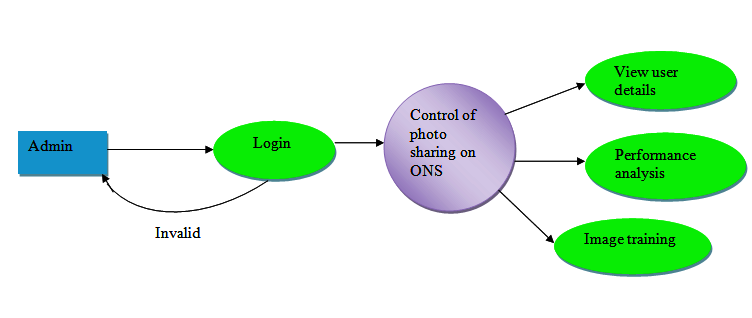 Admin
Login
Invalid
Control of
photo
sharing on
ONS
View user
details
Performance
analysis
Image training